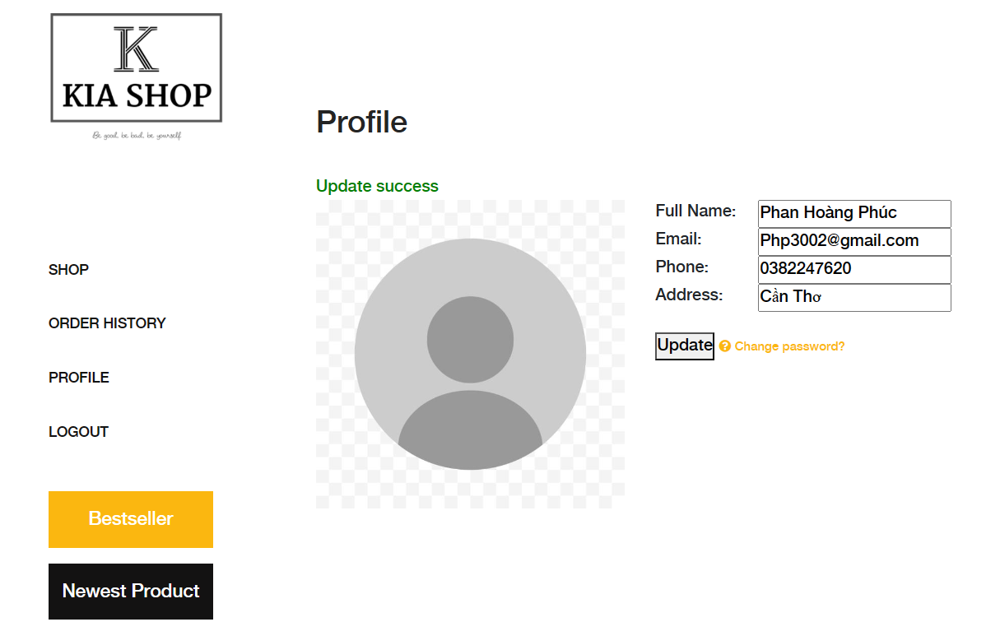 K
KIA SHOP
Be good, be bad, be yourself
SHOP
ORDER HISTORY
PROFILE
LOGOUT
Bestseller
Newest Product
Profile
Update success
Full Name: Phan Hoàng Phúc
Email: Php3002@gmail.com
Phone: 0382247620
Address: Cần Thơ
Update ? Change password?